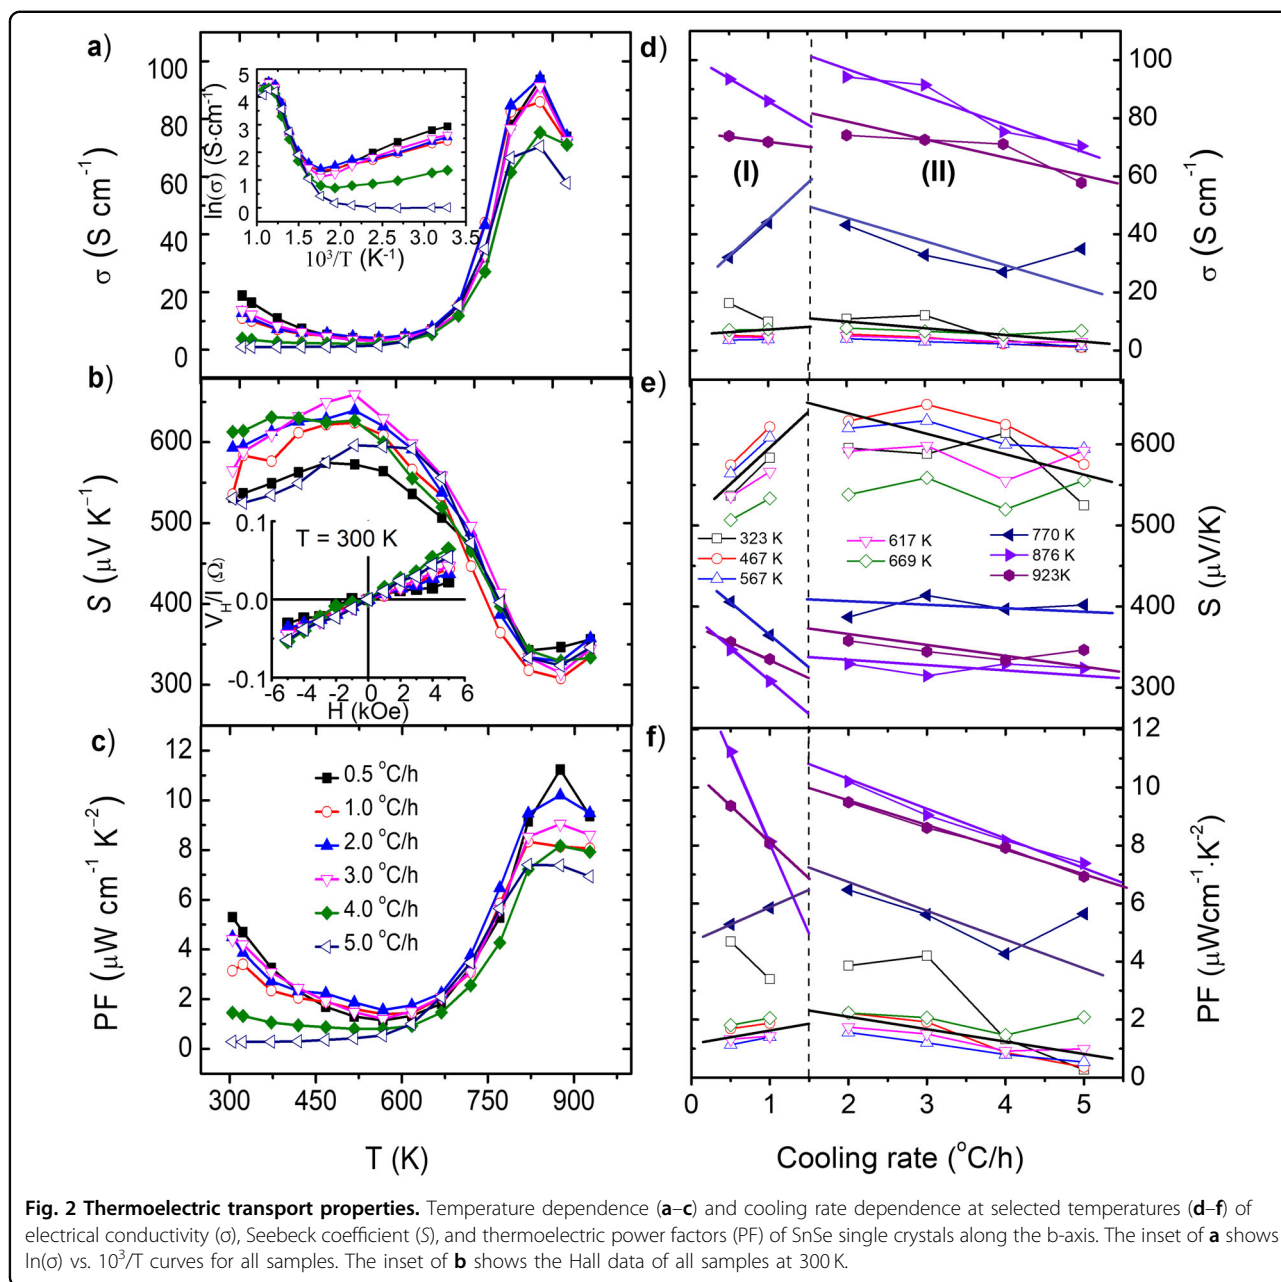 a)
100
80
60
40
20
0
σ (S cm⁻¹)
5
4
3
2
1
0
ln(σ) (S·cm⁻¹)
1.0 1.5 2.0 2.5 3.0 3.5
10³/T (K⁻¹)
b)
600
500
400
300
S (μV K⁻¹)
0.1
0.0
-0.1
V_H/I (Ω)
T = 300 K
-6 -4 -2 0 2 4 6
H (kOe)
c)
12
10
8
6
4
2
0
PF (μW cm⁻¹ K⁻²)
0.5 °C/h
1.0 °C/h
2.0 °C/h
3.0 °C/h
4.0 °C/h
5.0 °C/h
300 450 600 750 900
T (K)
d)
(I) (II)
100
80
60
40
20
0
σ (S cm⁻¹)
e)
323 K 617 K 770 K
467 K 669 K 876 K
567 K 923K
600
500
400
300
S (μV/K)
f)
12
10
8
6
4
2
0
PF (μWcm⁻¹·K⁻²)
0 1 2 3 4 5
Cooling rate (°C/h)
Fig. 2 Thermoelectric transport properties. Temperature dependence (a–c) and cooling rate dependence at selected temperatures (d–f) of
electrical conductivity (σ), Seebeck coefficient (S), and thermoelectric power factors (PF) of SnSe single crystals along the b-axis. The inset of a shows
ln(σ) vs. 10³/T curves for all samples. The inset of b shows the Hall data of all samples at 300 K.